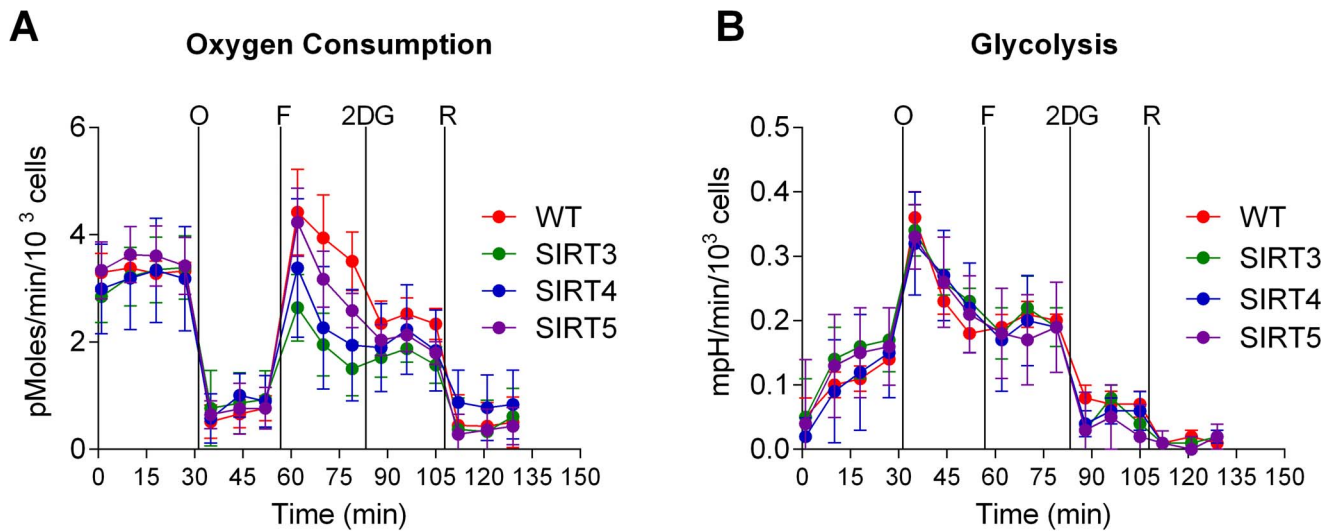 A
Oxygen Consumption
O F 2DG R
6
4
2
0
pMoles/min/10 3 cells
0 15 30 45 60 75 90 105 120 135 150
Time (min)
WT
SIRT3
SIRT4
SIRT5
B
Glycolysis
O F 2DG R
0.5
0.4
0.3
0.2
0.1
0.0
mpH/min/10³ cells
0 15 30 45 60 75 90 105 120 135 150
Time (min)
WT
SIRT3
SIRT4
SIRT5